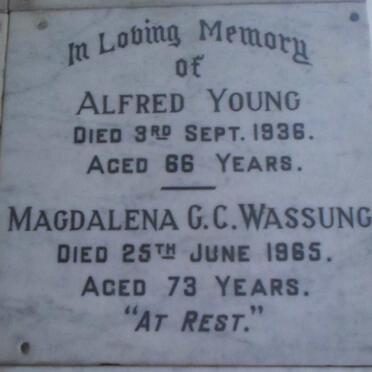 In Loving Memory
of
ALFRED YOUNG
DIED 3RD SEPT. 1936.
AGED 66 YEARS.
MAGDALENA G.C. WASSUNG
DIED 25TH JUNE 1965.
AGED 73 YEARS.
"AT REST."